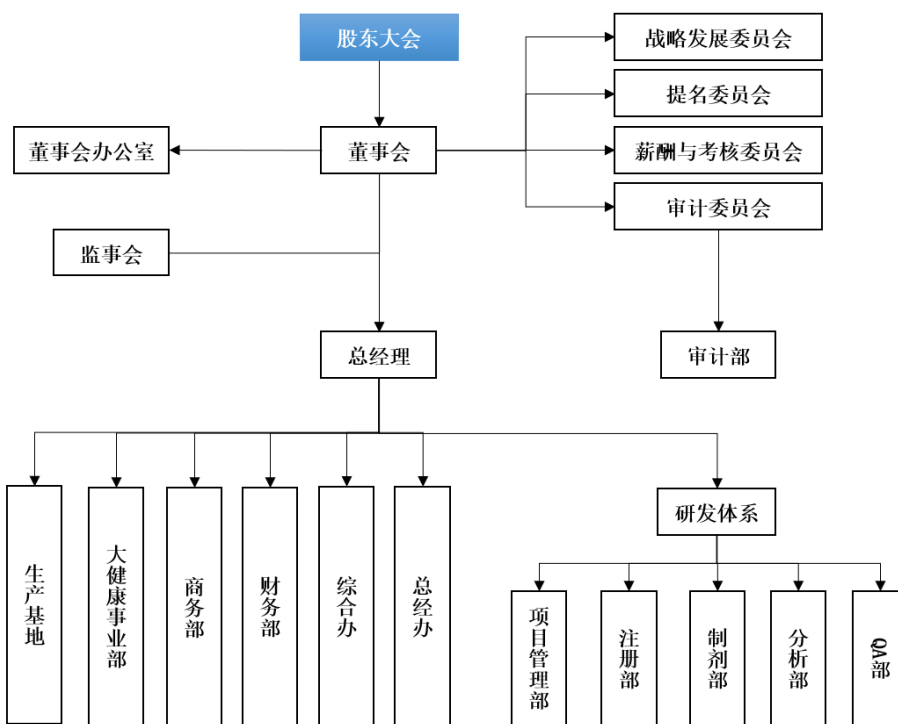 股东大会
战略发展委员会
提名委员会
董事会办公室
董事会
薪酬与考核委员会
审计委员会
监事会
总经理
审计部
研发体系
生产基地
大健康事业部
商务部
财务部
综合办
总经办
项目管理部
注册部
制剂部
分析部
QA部